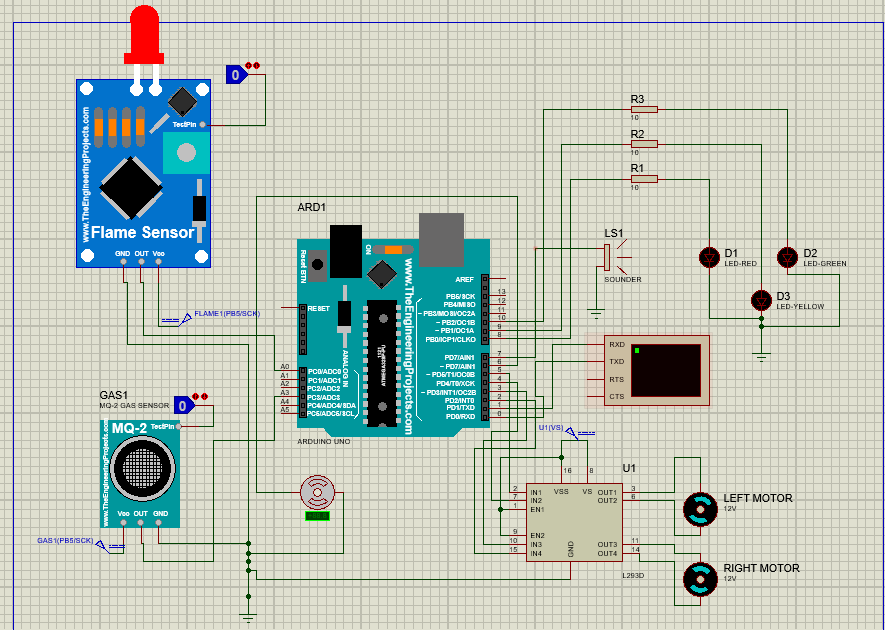 0
www.TheEngineeringProjects.com
TestPin
Flame Sensor
GND OUT Vcc
FLAME1(PB5/SCK)
GAS1
MQ-2 GAS SENSOR
0
www.TheEngineeringProjects.com
MQ-2
TestPin
Vcc OUT GND
GAS1(PB5/SCK)
ARD1
Reset BTN
ON
www.TheEngineeringProjects.com
ANALOG IN
RESET
A0 PC0/ADC0
A1 PC1/ADC1
A2 PC2/ADC2
A3 PC3/ADC3
A4 PC4/ADC4/SDA
A5 PC5/ADC5/SCL
AREF
PB5/SCK 13
PB4/MISO 12
~ PB3/MOSI/OC2A 11
~ PB2/OC1B 10
~ PB1/OC1A 9
PB0/ICP1/CLKO 8
PD7/AIN1 7
~ PD7/AIN1 6
~ PD5/T1/OC0B 5
PD4/T0/XCK 4
~ PD3/INT1/OC2B 3
PD2/INT0 2
PD1/TXD 1
PD0/RXD 0
ARDUINO UNO
R3
10
R2
10
R1
10
LS1
SOUNDER
D1
LED-RED
D2
LED-GREEN
D3
LED-YELLOW
RXD
TXD
RTS
CTS
U1(VS)
U1
16 8
VSS VS
2 IN1
7 IN2
1 EN1
9 EN2
10 IN3
15 IN4
OUT1 3
OUT2 6
OUT3 11
OUT4 14
GND
L293D
LEFT MOTOR
12V
RIGHT MOTOR
12V